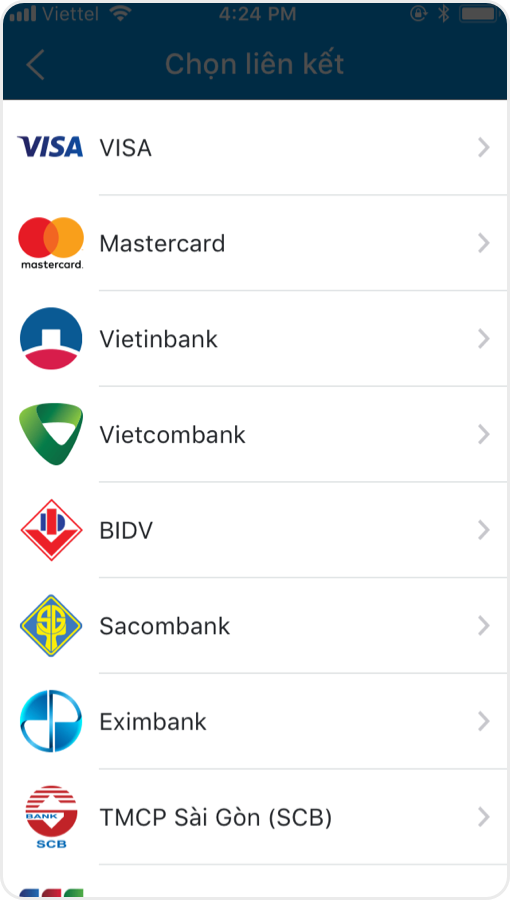 Viettel 4:24 PM
Chọn liên kết
VISA VISA
mastercard. Mastercard
Vietinbank
Vietcombank
BIDV
SG Sacombank
Eximbank
BANK SCB TMCP Sài Gòn (SCB)